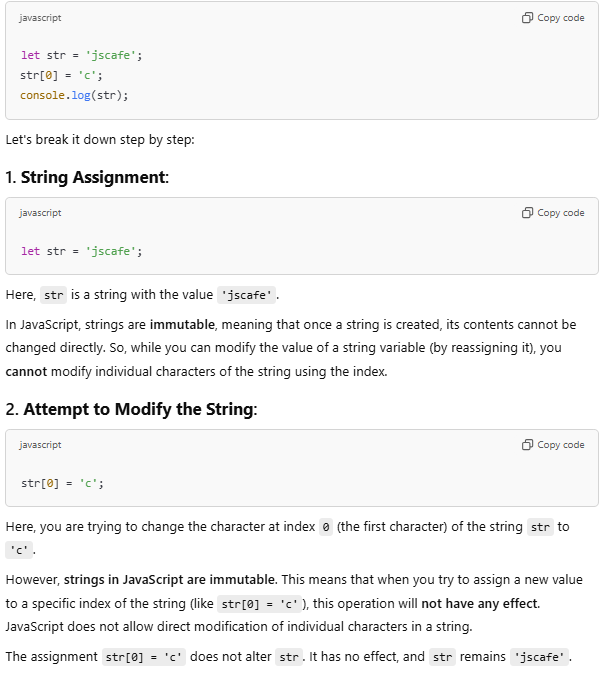 javascript
Copy code
let str = 'jscafe';
str[0] = 'c';
console.log(str);
Let's break it down step by step:
1. String Assignment:
javascript
Copy code
let str = 'jscafe';
Here, str is a string with the value 'jscafe'.
In JavaScript, strings are immutable, meaning that once a string is created, its contents cannot be
changed directly. So, while you can modify the value of a string variable (by reassigning it), you
cannot modify individual characters of the string using the index.
2. Attempt to Modify the String:
javascript
Copy code
str[0] = 'c';
Here, you are trying to change the character at index 0 (the first character) of the string str to
'c'.
However, strings in JavaScript are immutable. This means that when you try to assign a new value
to a specific index of the string (like str[0] = 'c'), this operation will not have any effect.
JavaScript does not allow direct modification of individual characters in a string.
The assignment str[0] = 'c' does not alter str. It has no effect, and str remains 'jscafe'.